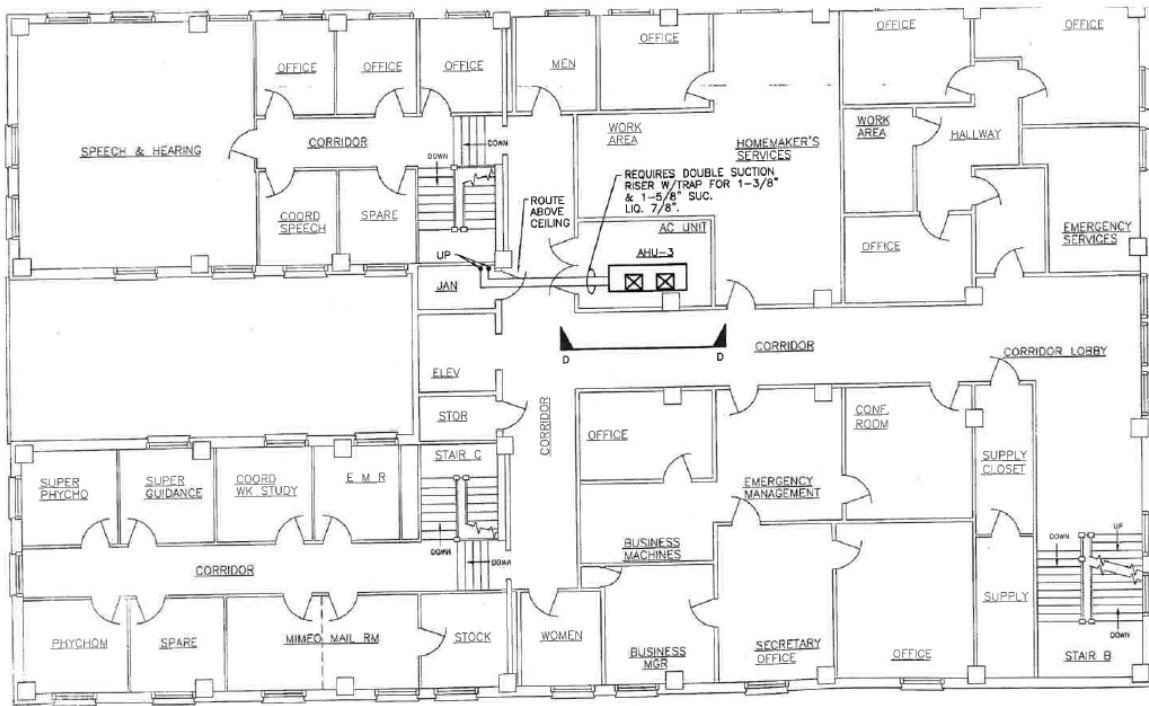 OFFICE
OFFICE
OFFICE
MEN
OFFICE
OFFICE
OFFICE
SPEECH & HEARING
CORRIDOR
DOWN
DOWN
WORK
AREA
HOMEMAKER'S
SERVICES
WORK
AREA
HALLWAY
REQUIRES DOUBLE SUCTION
RISER W/TRAP FOR 1-3/8"
& 1-5/8" SUC.
LIQ. 7/8".
COORD
SPEECH
SPARE
ROUTE
ABOVE
CEILING
AC UNIT
AHU-3
OFFICE
EMERGENCY
SERVICES
UP
JAN
ELEV
D
D
CORRIDOR
CORRIDOR LOBBY
STOR
CORRIDOR
OFFICE
CONF.
ROOM
STAIR C
SUPER
PHYCHO
SUPER
GUIDANCE
COORD
WK STUDY
E M R
EMERGENCY
MANAGEMENT
SUPPLY
CLOSET
DOWN
DOWN
CORRIDOR
BUSINESS
MACHINES
DOWN
UP
PHYCHOM
SPARE
MIMEO MAIL RM
STOCK
WOMEN
BUSINESS
MGR
SECRETARY
OFFICE
OFFICE
SUPPLY
DOWN
STAIR B